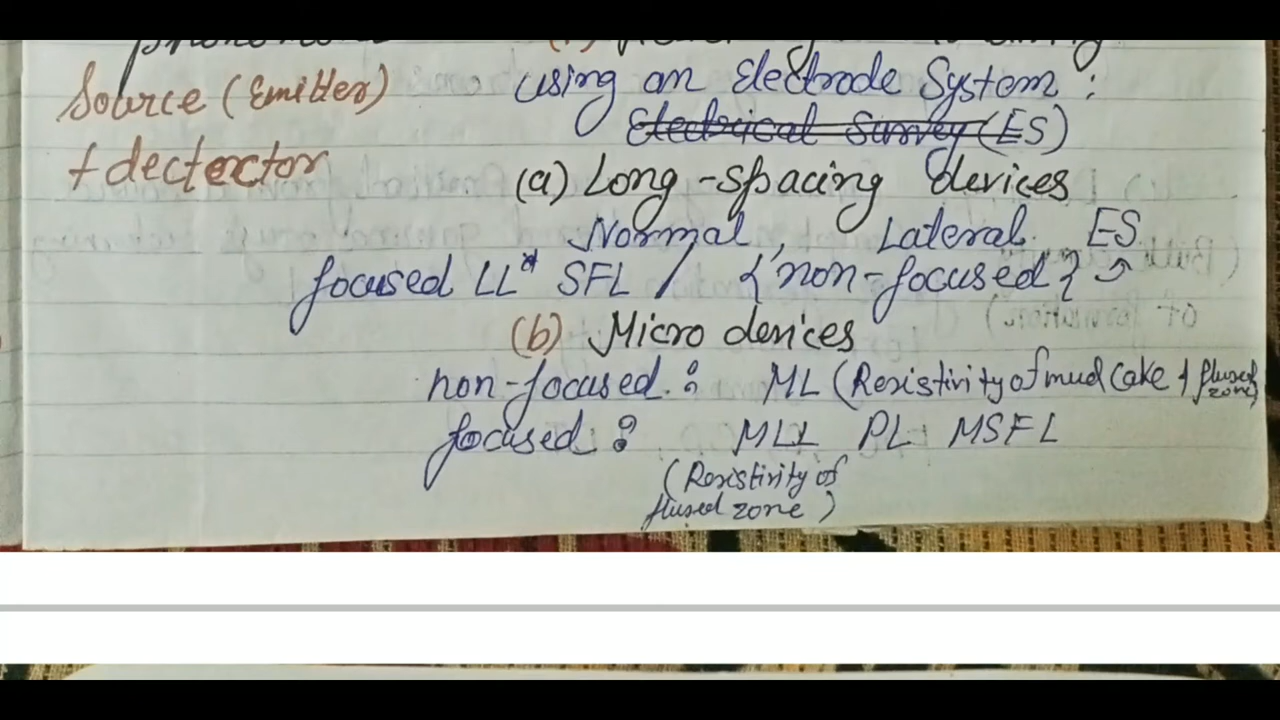 Source (Emitter)
+ dectector
using an Electrode System :
Electrical Survey (ES)
(a) Long-spacing devices
Normal , Lateral. ES
focused LL* SFL / { non-focused }
(b) Micro devices
non-focused : ML (Resistivity of mud cake + flused zone)
focused : MLL PL MSFL
(Resistivity of
flused zone )